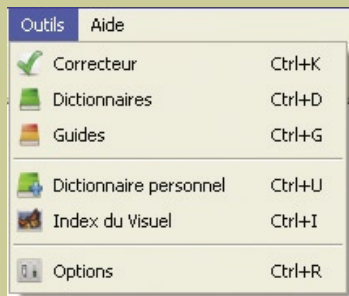 Outils Aide
Correcteur Ctrl+K
Dictionnaires Ctrl+D
Guides Ctrl+G
Dictionnaire personnel Ctrl+U
Index du Visuel Ctrl+I
Options Ctrl+R